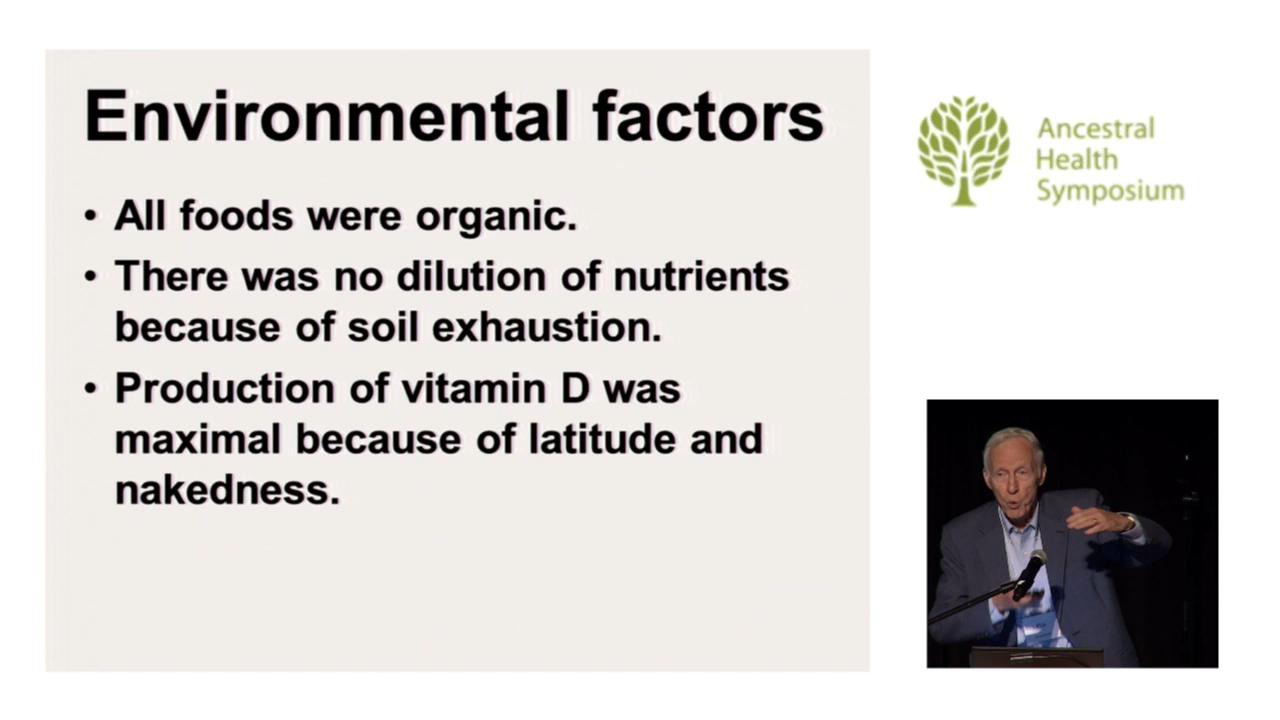 Environmental factors
• All foods were organic.
• There was no dilution of nutrients
because of soil exhaustion.
• Production of vitamin D was
maximal because of latitude and
nakedness.
Ancestral
Health
Symposium